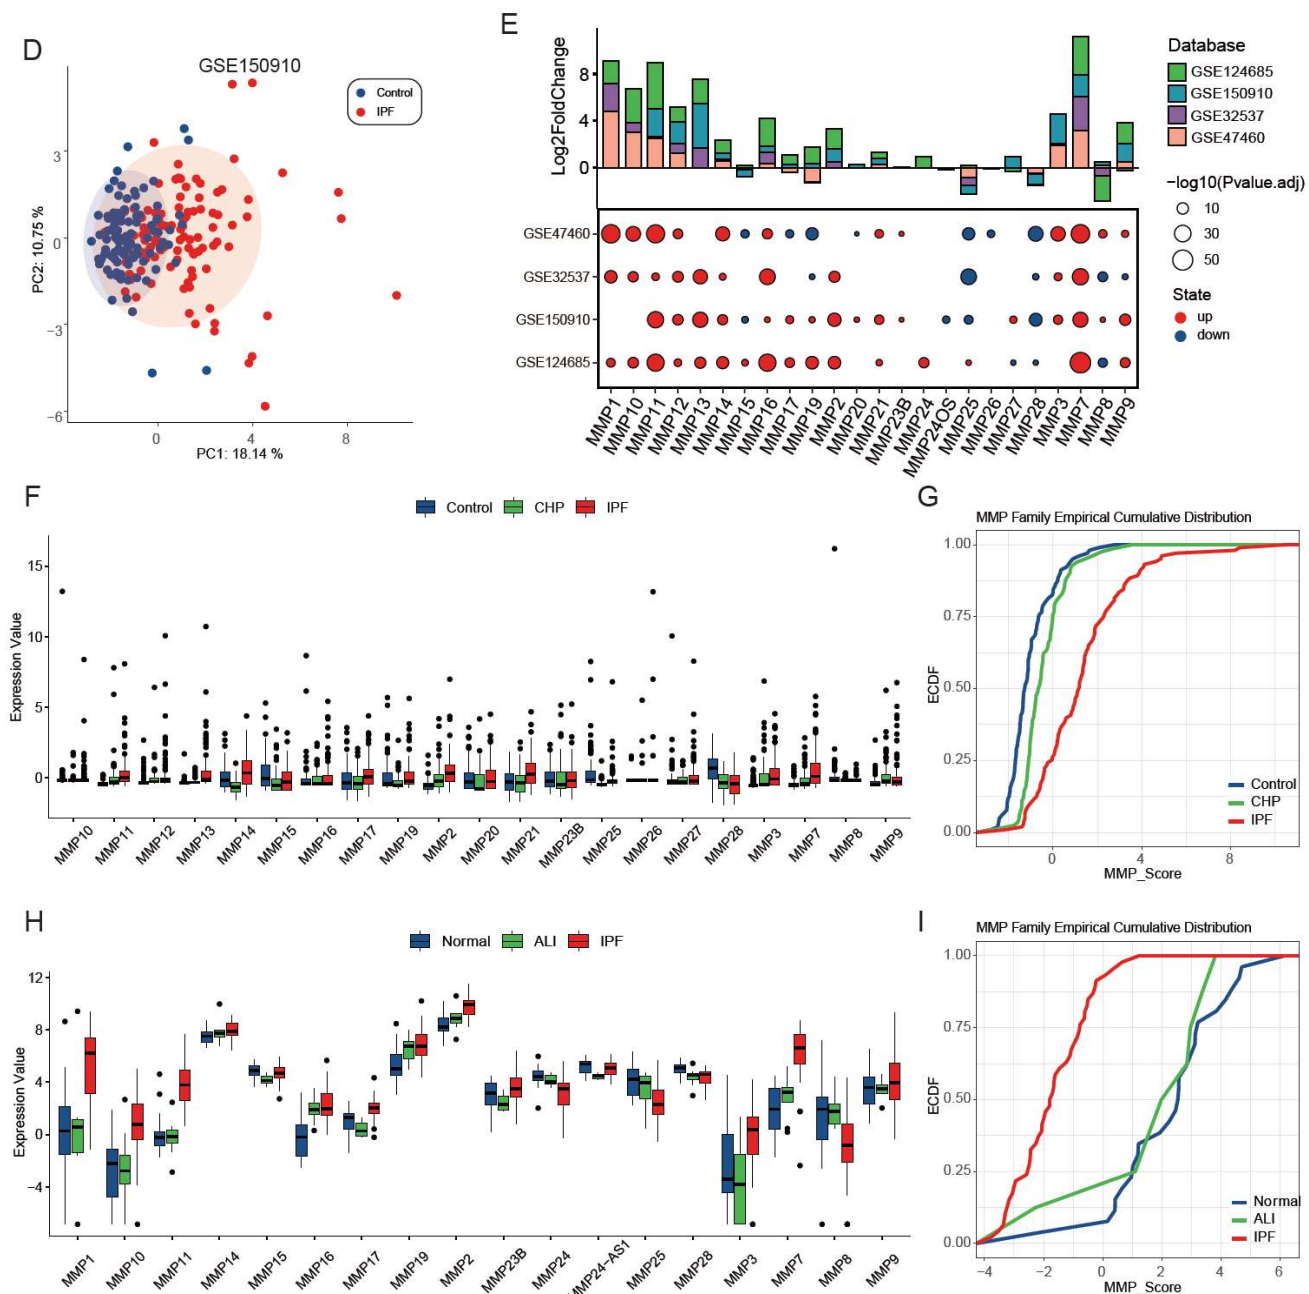 D
GSE150910
Control
IPF
3
0
−3
−6
PC2: 10.75 %
0
4
8
PC1: 18.14 %
E
8
4
0
Log2FoldChange
Database
GSE124685
GSE150910
GSE32537
GSE47460
−log10(Pvalue.adj)
10
30
50
State
up
down
GSE47460
GSE32537
GSE150910
GSE124685
MMP1
MMP10
MMP11
MMP12
MMP13
MMP14
MMP15
MMP16
MMP17
MMP19
MMP2
MMP20
MMP21
MMP23B
MMP24
MMP24OS
MMP25
MMP26
MMP27
MMP28
MMP3
MMP7
MMP8
MMP9
F
Control
CHP
IPF
15
10
5
0
Expression Value
MMP10
MMP11
MMP12
MMP13
MMP14
MMP15
MMP16
MMP17
MMP19
MMP2
MMP20
MMP21
MMP23B
MMP25
MMP26
MMP27
MMP28
MMP3
MMP7
MMP8
MMP9
G
MMP Family Empirical Cumulative Distribution
1.00
0.75
0.50
0.25
0.00
ECDF
Control
CHP
IPF
0
4
8
MMP_Score
H
Normal
ALI
IPF
12
8
4
0
−4
Expression Value
MMP1
MMP10
MMP11
MMP14
MMP15
MMP16
MMP17
MMP19
MMP2
MMP23B
MMP24
MMP24−AS1
MMP25
MMP28
MMP3
MMP7
MMP8
MMP9
I
MMP Family Empirical Cumulative Distribution
1.00
0.75
0.50
0.25
0.00
ECDF
Normal
ALI
IPF
−4
−2
0
2
4
6
MMP_Score